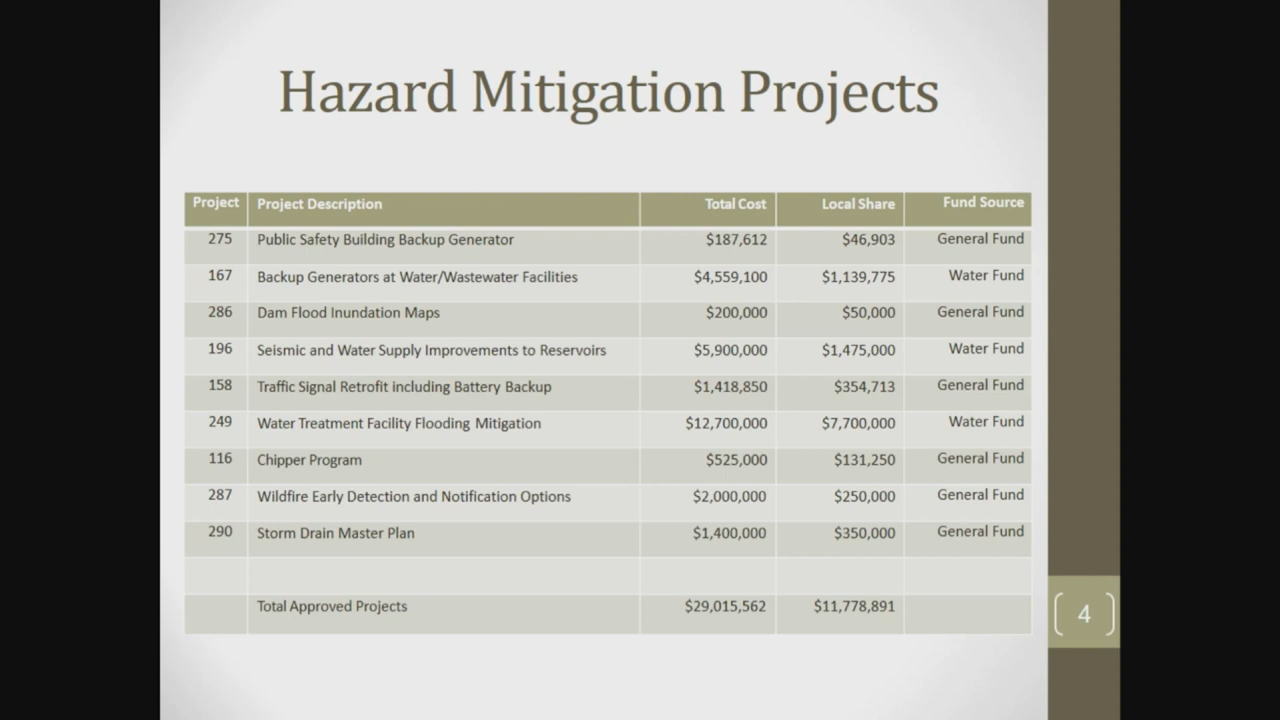 Hazard Mitigation Projects
Project Project Description Total Cost Local Share Fund Source
275 Public Safety Building Backup Generator $187,612 $46,903 General Fund
167 Backup Generators at Water/Wastewater Facilities $4,559,100 $1,139,775 Water Fund
286 Dam Flood Inundation Maps $200,000 $50,000 General Fund
196 Seismic and Water Supply Improvements to Reservoirs $5,900,000 $1,475,000 Water Fund
158 Traffic Signal Retrofit including Battery Backup $1,418,850 $354,713 General Fund
249 Water Treatment Facility Flooding Mitigation $12,700,000 $7,700,000 Water Fund
116 Chipper Program $525,000 $131,250 General Fund
287 Wildfire Early Detection and Notification Options $2,000,000 $250,000 General Fund
290 Storm Drain Master Plan $1,400,000 $350,000 General Fund
Total Approved Projects $29,015,562 $11,778,891
4